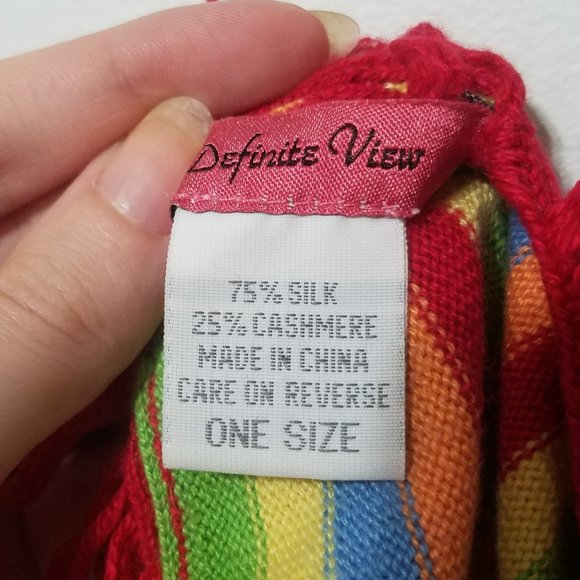 Definite View
75% SILK
25% CASHMERE
MADE IN CHINA
CARE ON REVERSE
ONE SIZE